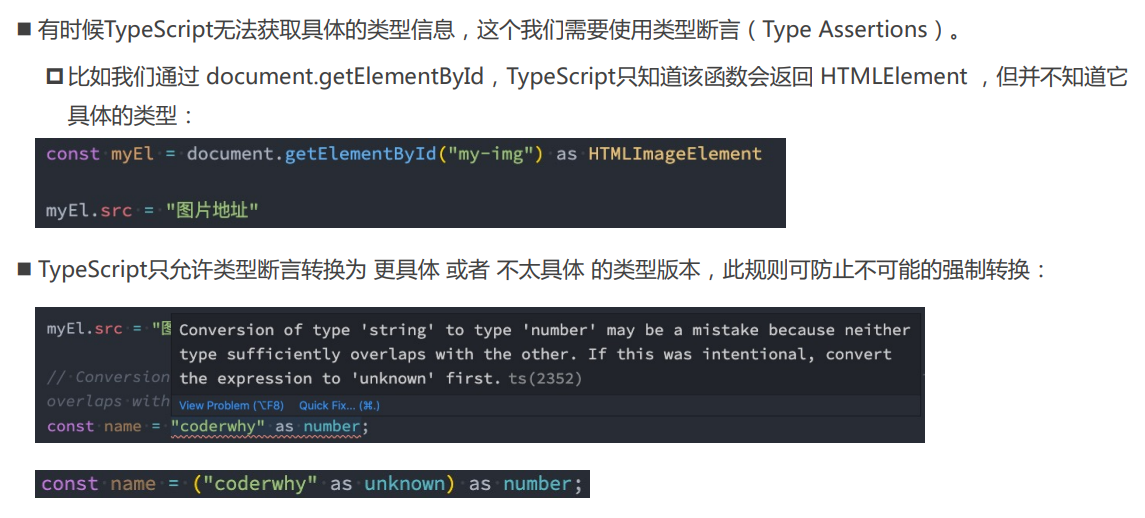 ■ 有时候TypeScript无法获取具体的类型信息，这个我们需要使用类型断言（Type Assertions）。
比如我们通过 document.getElementById，TypeScript只知道该函数会返回 HTMLElement ，但并不知道它
具体的类型：
const myEl = document.getElementById("my-img") as HTMLImageElement
myEl.src = "图片地址"
■ TypeScript只允许类型断言转换为 更具体 或者 不太具体 的类型版本，此规则可防止不可能的强制转换：
myEl.src = "图
Conversion of type 'string' to type 'number' may be a mistake because neither
type sufficiently overlaps with the other. If this was intentional, convert
// Conversion
the expression to 'unknown' first. ts(2352)
overlaps with
View Problem (⌥F8) Quick Fix... (⌘.)
const name = "coderwhy" as number;
const name = ("coderwhy" as unknown) as number;